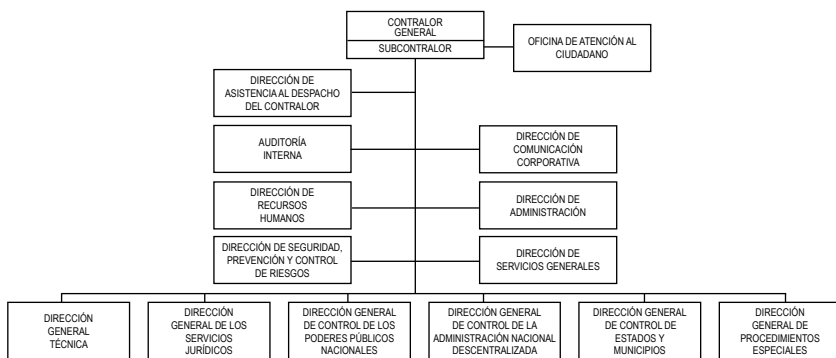 CONTRALOR
GENERAL
SUBCONTRALOR
OFICINA DE ATENCIÓN AL
CIUDADANO
DIRECCIÓN DE
ASISTENCIA AL DESPACHO
DEL CONTRALOR
AUDITORÍA
INTERNA
DIRECCIÓN DE
COMUNICACIÓN
CORPORATIVA
DIRECCIÓN DE
RECURSOS
HUMANOS
DIRECCIÓN DE
ADMINISTRACIÓN
DIRECCIÓN DE SEGURIDAD,
PREVENCIÓN Y CONTROL
DE RIESGOS
DIRECCIÓN DE
SERVICIOS GENERALES
DIRECCIÓN
GENERAL
TÉCNICA
DIRECCIÓN
GENERAL DE LOS
SERVICIOS
JURÍDICOS
DIRECCIÓN GENERAL
DE CONTROL DE LOS
PODERES PÚBLICOS
NACIONALES
DIRECCIÓN GENERAL
DE CONTROL DE LA
ADMINISTRACIÓN NACIONAL
DESCENTRALIZADA
DIRECCIÓN GENERAL
DE CONTROL DE
ESTADOS Y
MUNICIPIOS
DIRECCIÓN
GENERAL DE
PROCEDIMIENTOS
ESPECIALES